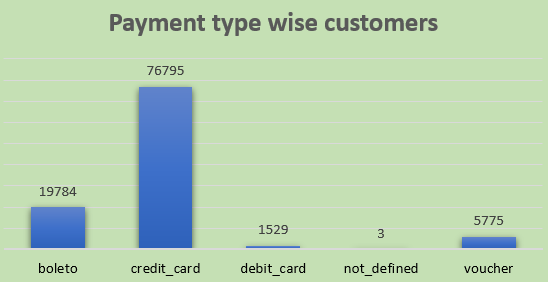 Payment type wise customers
76795
19784
5775
1529
3
boleto credit_card debit_card not_defined voucher